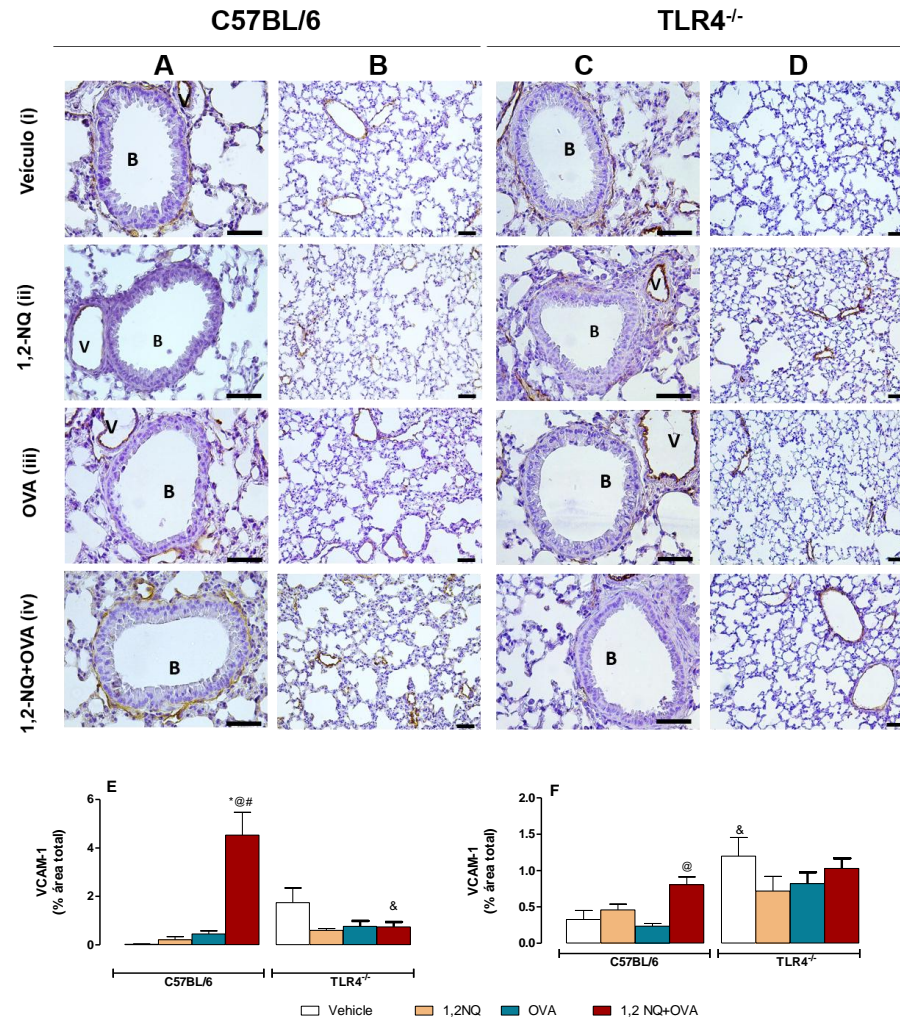 C57BL/6 TLR4-/-
A B C D
Veículo (i)
V
B
B
1,2-NQ (ii)
V
B
V
B
OVA (iii)
V
B
B
V
1,2-NQ+OVA (iv)
B
B
E
VCAM-1
(% área total)
6
4
2
0
*@#
&
C57BL/6 TLR4-/-
F
VCAM-1
(% área total)
2.0
1.5
1.0
0.5
0.0
@
&
C57BL/6 TLR4-/-
Vehicle 1,2NQ OVA 1,2 NQ+OVA